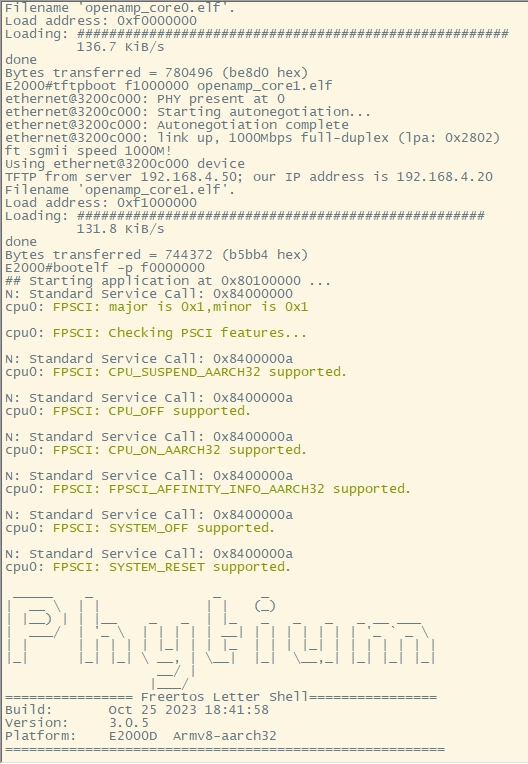 Filename 'openamp_core0.elf'.
Load address: 0xf0000000
Loading: ######################################################
         136.7 KiB/s
done
Bytes transferred = 780496 (be8d0 hex)
E2000#tftpboot f1000000 openamp_core1.elf
ethernet@3200c000: PHY present at 0
ethernet@3200c000: Starting autonegotiation...
ethernet@3200c000: Autonegotiation complete
ethernet@3200c000: link up, 1000Mbps full-duplex (lpa: 0x2802)
ft sgmii speed 1000M!
Using ethernet@3200c000 device
TFTP from server 192.168.4.50; our IP address is 192.168.4.20
Filename 'openamp_core1.elf'.
Load address: 0xf1000000
Loading: ###################################################
         131.8 KiB/s
done
Bytes transferred = 744372 (b5bb4 hex)
E2000#bootelf -p f0000000
## Starting application at 0x80100000 ...
N: Standard Service Call: 0x84000000
cpu0: FPSCI: major is 0x1,minor is 0x1
cpu0: FPSCI: Checking PSCI features...
N: Standard Service Call: 0x8400000a
cpu0: FPSCI: CPU_SUSPEND_AARCH32 supported.
N: Standard Service Call: 0x8400000a
cpu0: FPSCI: CPU_OFF supported.
N: Standard Service Call: 0x8400000a
cpu0: FPSCI: CPU_ON_AARCH32 supported.
N: Standard Service Call: 0x8400000a
cpu0: FPSCI: FPSCI_AFFINITY_INFO_AARCH32 supported.
N: Standard Service Call: 0x8400000a
cpu0: FPSCI: SYSTEM_OFF supported.
N: Standard Service Call: 0x8400000a
cpu0: FPSCI: SYSTEM_RESET supported.
Phytium
================ Freertos Letter Shell================
Build:       Oct 25 2023 18:41:58
Version:     3.0.5
Platform:    E2000D  Armv8-aarch32
=======================================================